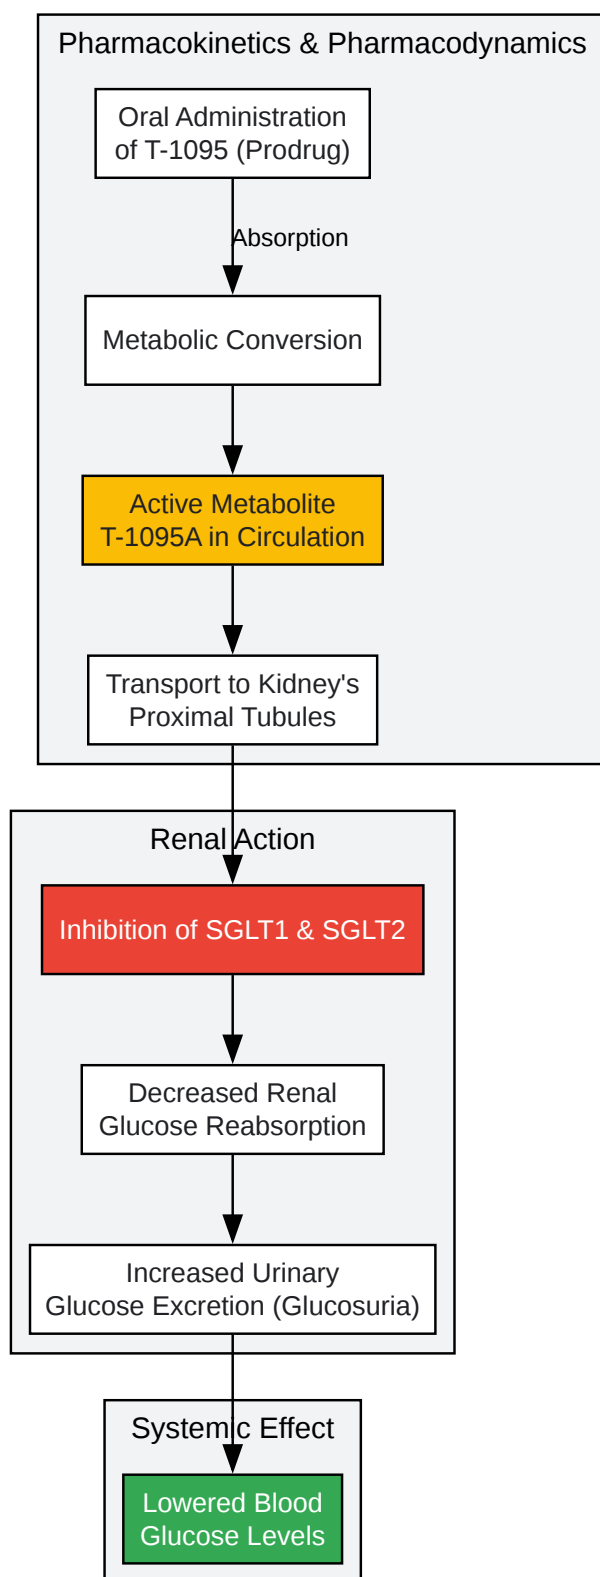 Pharmacokinetics & Pharmacodynamics
Oral Administration
of T-1095 (Prodrug)
Absorption
Metabolic Conversion
Active Metabolite
T-1095A in Circulation
Transport to Kidney's
Proximal Tubules
Renal Action
Inhibition of SGLT1 & SGLT2
Decreased Renal
Glucose Reabsorption
Increased Urinary
Glucose Excretion (Glucosuria)
Systemic Effect
Lowered Blood
Glucose Levels